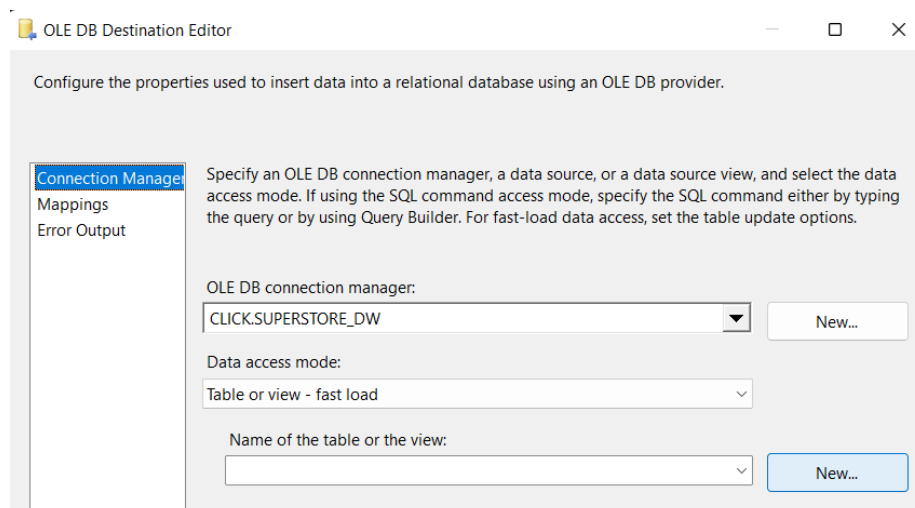 OLE DB Destination Editor
Configure the properties used to insert data into a relational database using an OLE DB provider.
Connection Manager
Mappings
Error Output
Specify an OLE DB connection manager, a data source, or a data source view, and select the data
access mode. If using the SQL command access mode, specify the SQL command either by typing
the query or by using Query Builder. For fast-load data access, set the table update options.
OLE DB connection manager:
CLICK.SUPERSTORE_DW
New...
Data access mode:
Table or view - fast load
Name of the table or the view:
New...